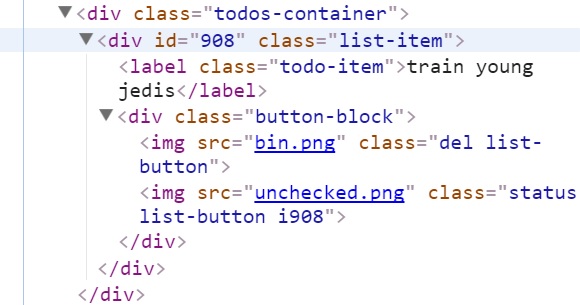 ▼<div class="todos-container">
▼<div id="908" class="list-item">
<label class="todo-item">train young
jedis</label>
▼<div class="button-block">
<img src="bin.png" class="del list-
button">
<img src="unchecked.png" class="status
list-button i908">
</div>
</div>
</div>